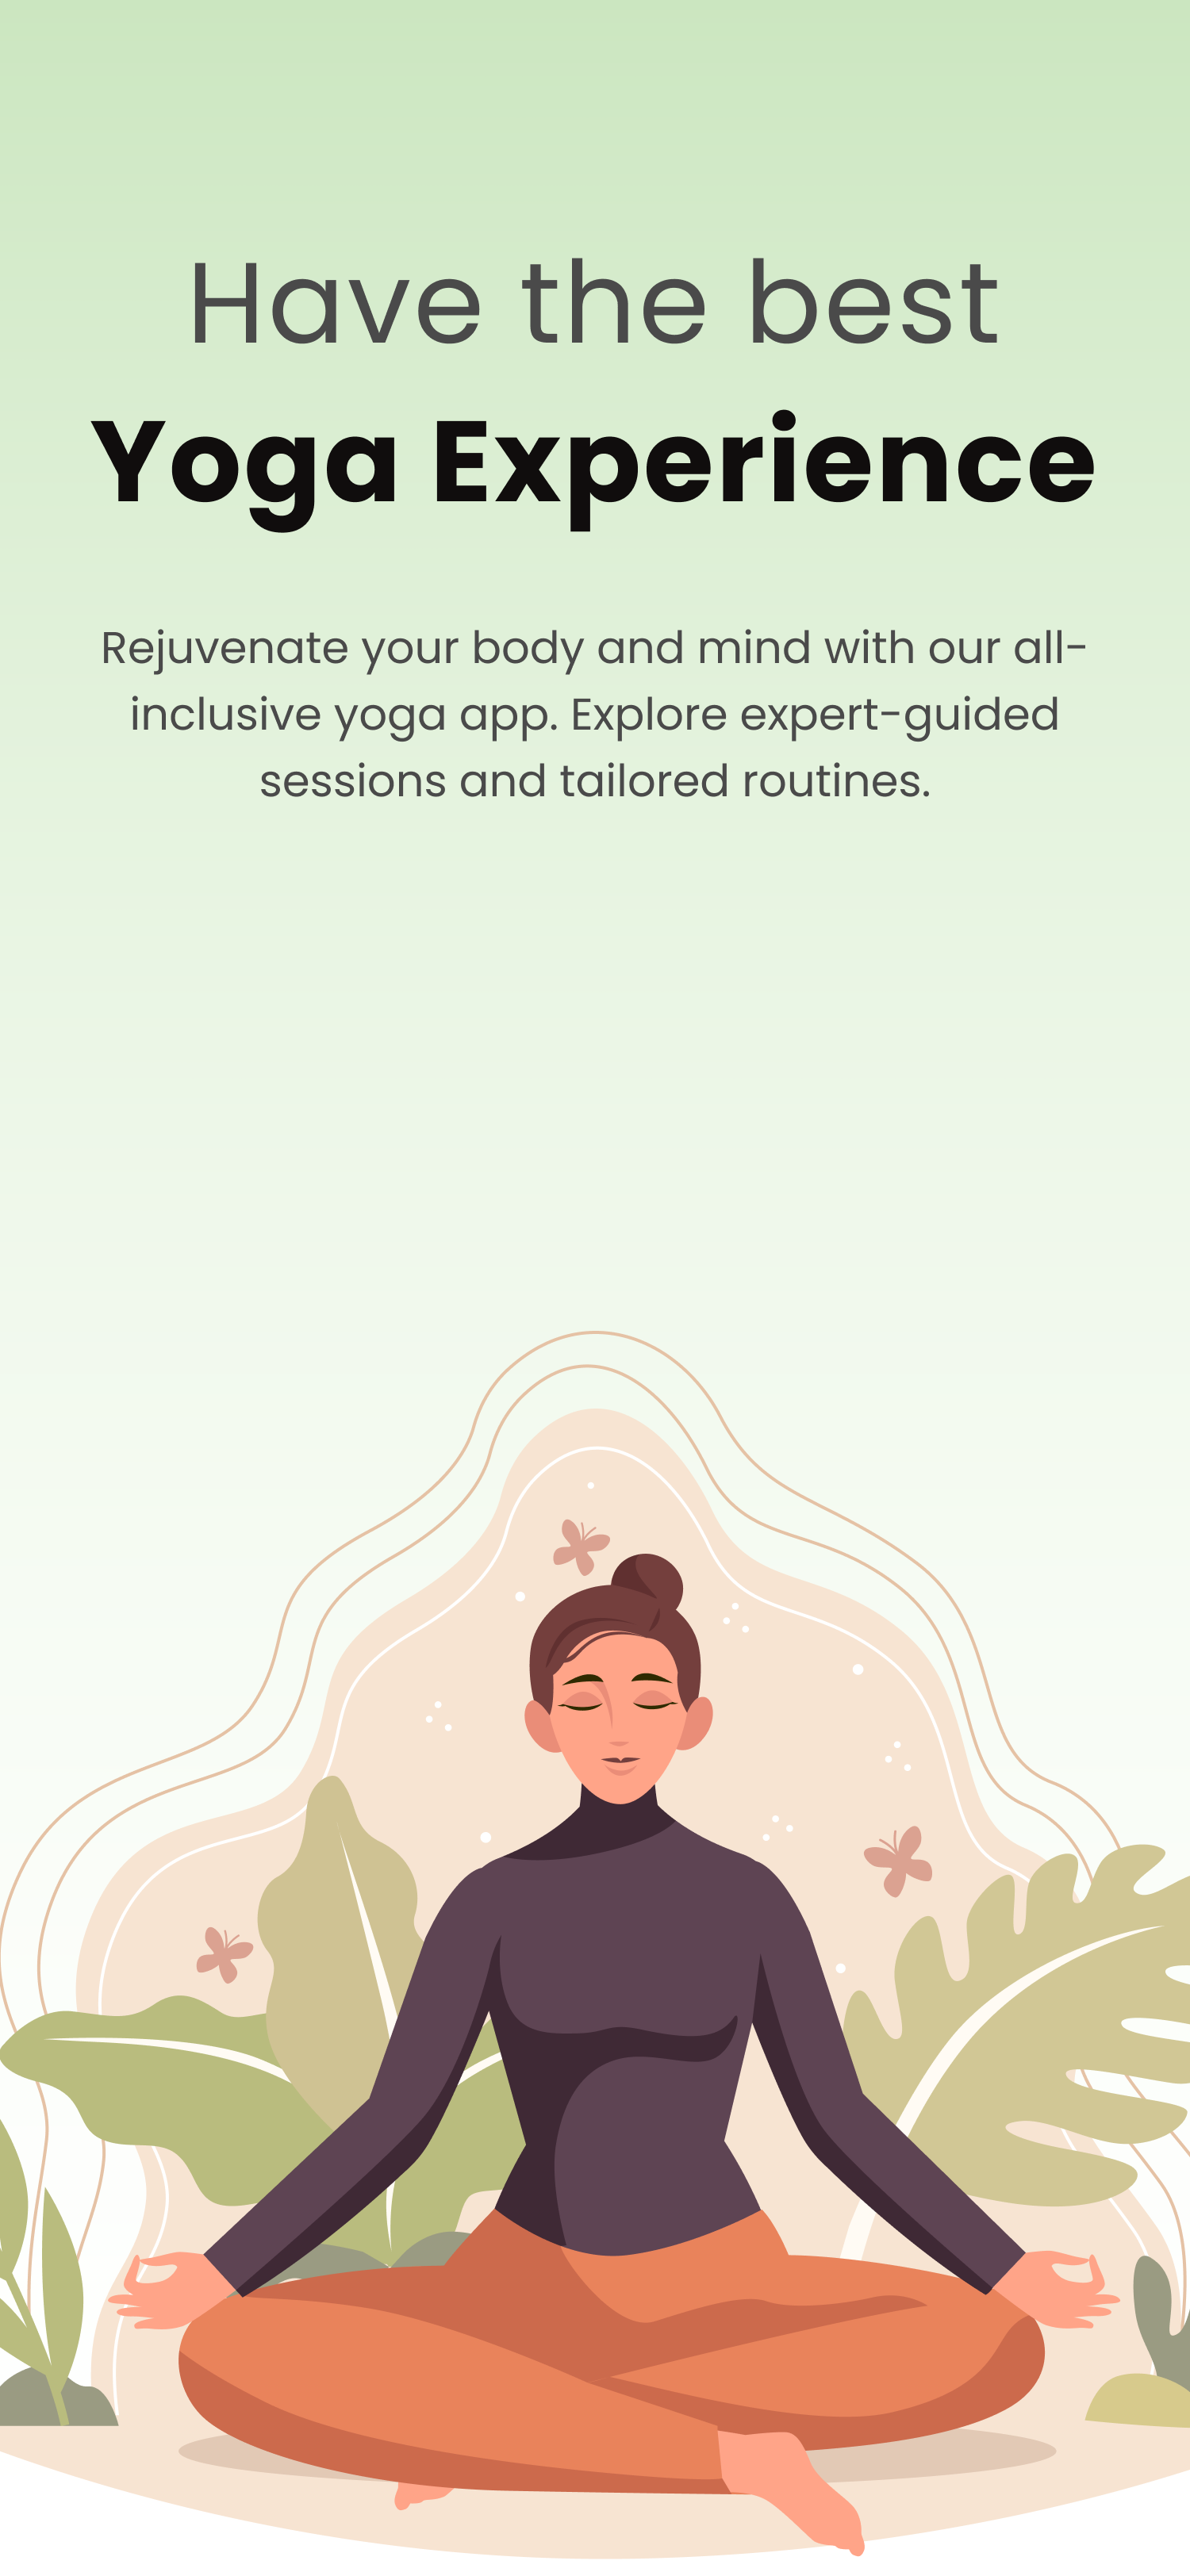 Have the best
Yoga Experience
Rejuvenate your body and mind with our all-
inclusive yoga app. Explore expert-guided
sessions and tailored routines.